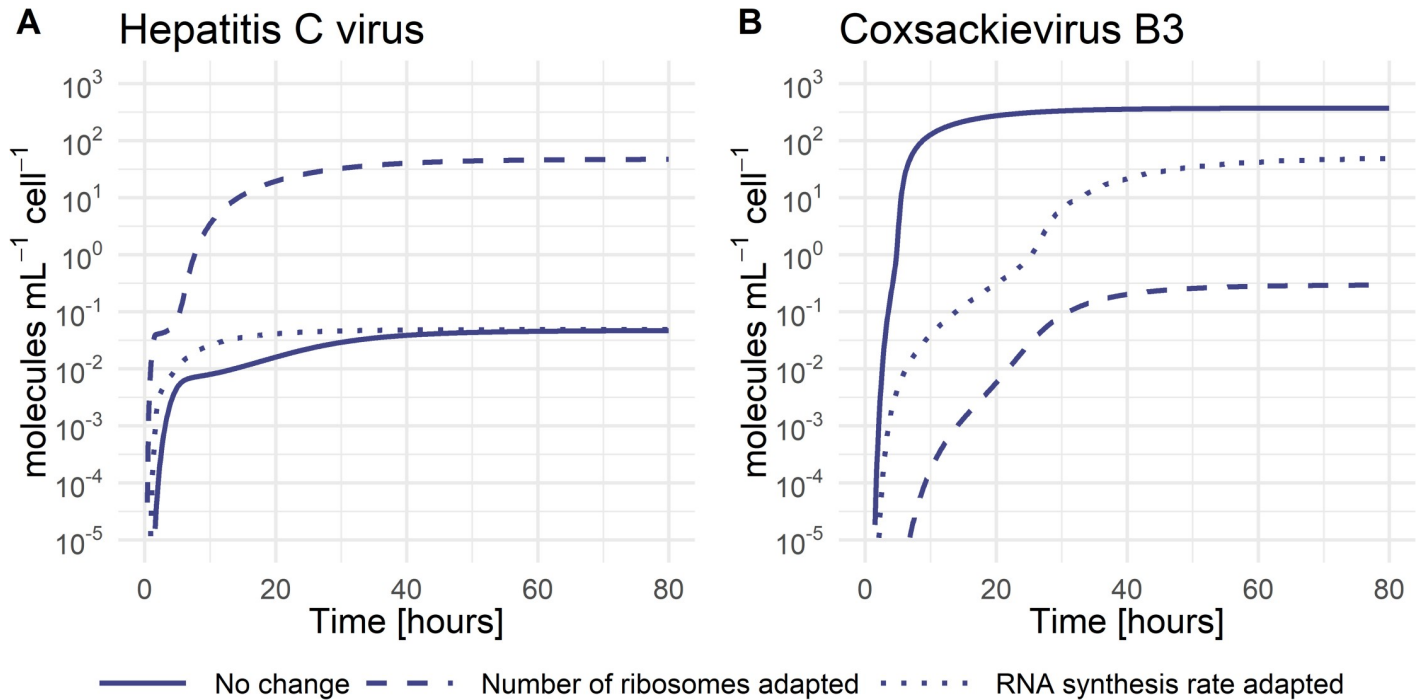 A Hepatitis C virus
molecules mL⁻¹ cell⁻¹
10³
10²
10¹
10⁰
10⁻¹
10⁻²
10⁻³
10⁻⁴
10⁻⁵
0 20 40 60 80
Time [hours]
B Coxsackievirus B3
molecules mL⁻¹ cell⁻¹
10³
10²
10¹
10⁰
10⁻¹
10⁻²
10⁻³
10⁻⁴
10⁻⁵
0 20 40 60 80
Time [hours]
No change Number of ribosomes adapted RNA synthesis rate adapted